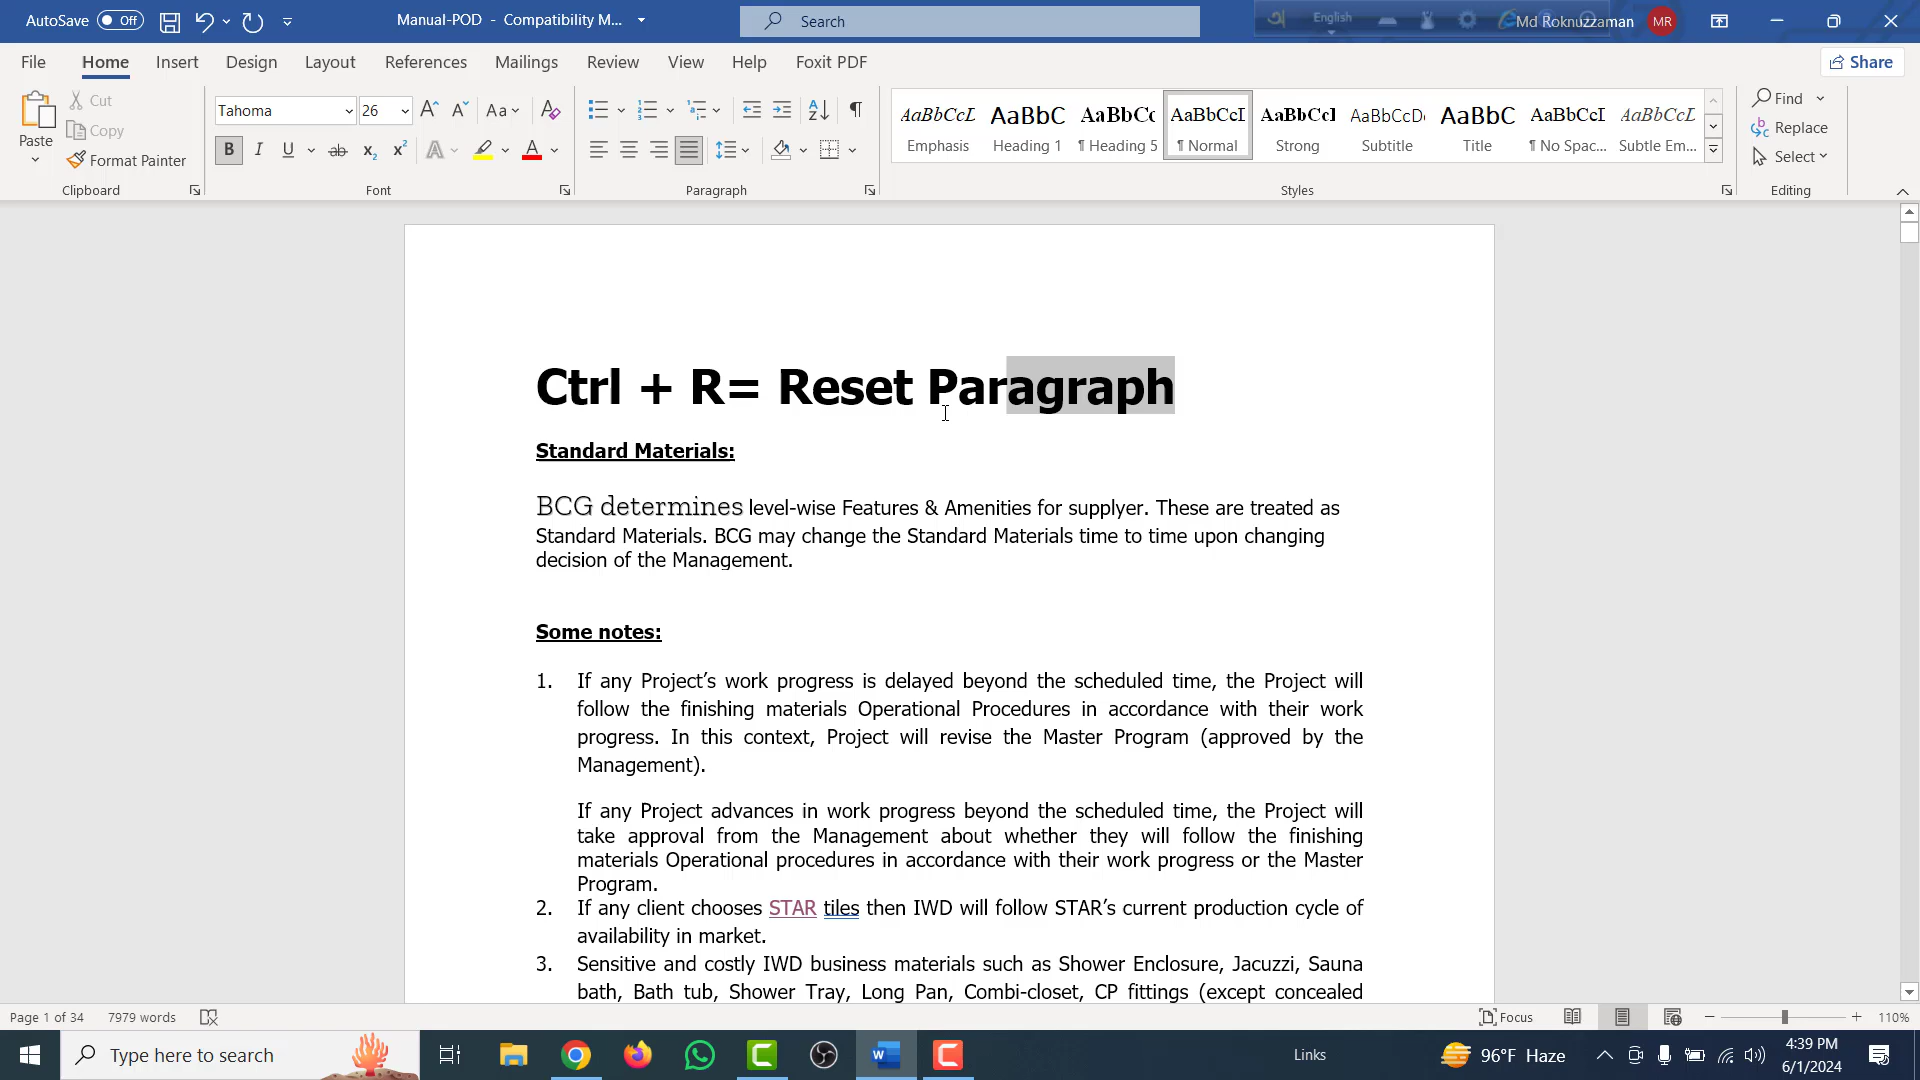 AutoSave Off Manual-POD - Compatibility M... Search English Md Roknuzzaman MR
File Home Insert Design Layout References Mailings Review View Help Foxit PDF Share
Paste Cut Copy Format Painter Clipboard
Tahoma 26 Aa Font
Paragraph
AaBbCcL Emphasis
AaBbC Heading 1
AaBbCc ¶ Heading 5
AaBbCcI ¶ Normal
AaBbCcI Strong
AaBbCcDı Subtitle
AaBbC Title
AaBbCcI ¶ No Spac...
AaBbCcL Subtle Em...
Styles
Find
Replace
Select
Editing
Ctrl + R= Reset Paragraph
Standard Materials:
BCG determines level-wise Features & Amenities for supplyer. These are treated as
Standard Materials. BCG may change the Standard Materials time to time upon changing
decision of the Management.
Some notes:
1. If any Project’s work progress is delayed beyond the scheduled time, the Project will
follow the finishing materials Operational Procedures in accordance with their work
progress. In this context, Project will revise the Master Program (approved by the
Management).
If any Project advances in work progress beyond the scheduled time, the Project will
take approval from the Management about whether they will follow the finishing
materials Operational procedures in accordance with their work progress or the Master
Program.
2. If any client chooses STAR tiles then IWD will follow STAR’s current production cycle of
availability in market.
3. Sensitive and costly IWD business materials such as Shower Enclosure, Jacuzzi, Sauna
bath, Bath tub, Shower Tray, Long Pan, Combi-closet, CP fittings (except concealed
Page 1 of 34 7979 words Focus 110%
Type here to search Links 96°F Haze 4:39 PM
6/1/2024